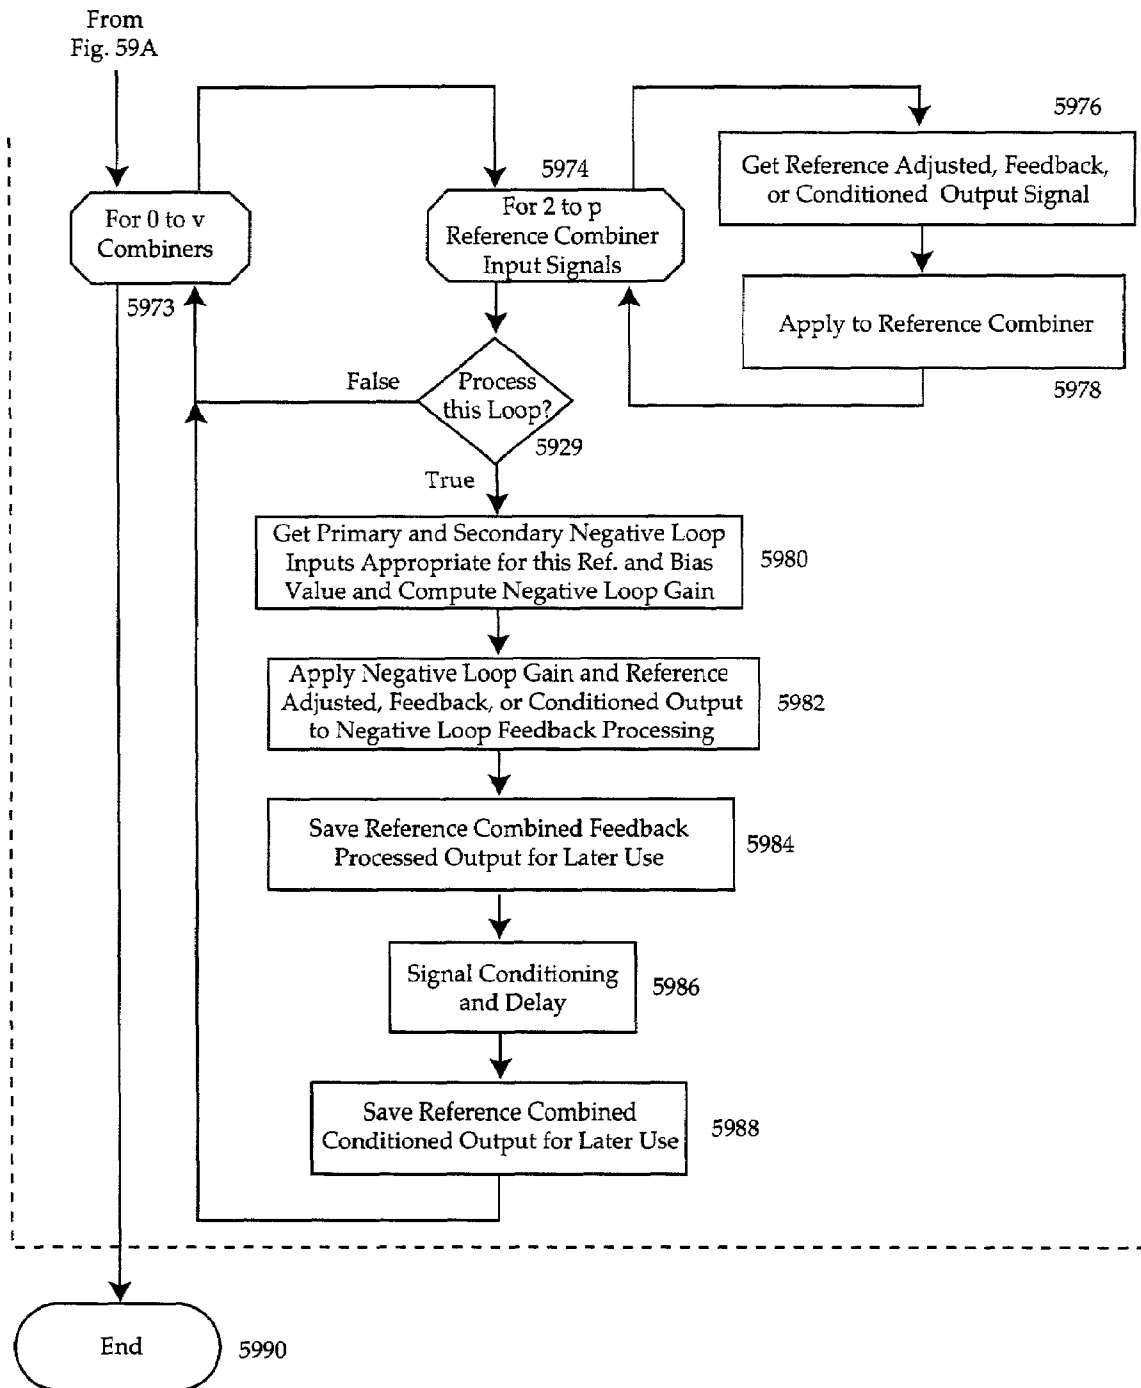 From
Fig. 59A
5976
Get Reference Adjusted, Feedback,
or Conditioned Output Signal
5974
For 0 to v
Combiners
For 2 to p
Reference Combiner
Input Signals
5973
Apply to Reference Combiner
5978
False
Process
this Loop?
5929
True
Get Primary and Secondary Negative Loop
Inputs Appropriate for this Ref. and Bias
Value and Compute Negative Loop Gain
5980
Apply Negative Loop Gain and Reference
Adjusted, Feedback, or Conditioned Output
to Negative Loop Feedback Processing
5982
Save Reference Combined Feedback
Processed Output for Later Use
5984
Signal Conditioning
and Delay
5986
Save Reference Combined
Conditioned Output for Later Use
5988
End
5990